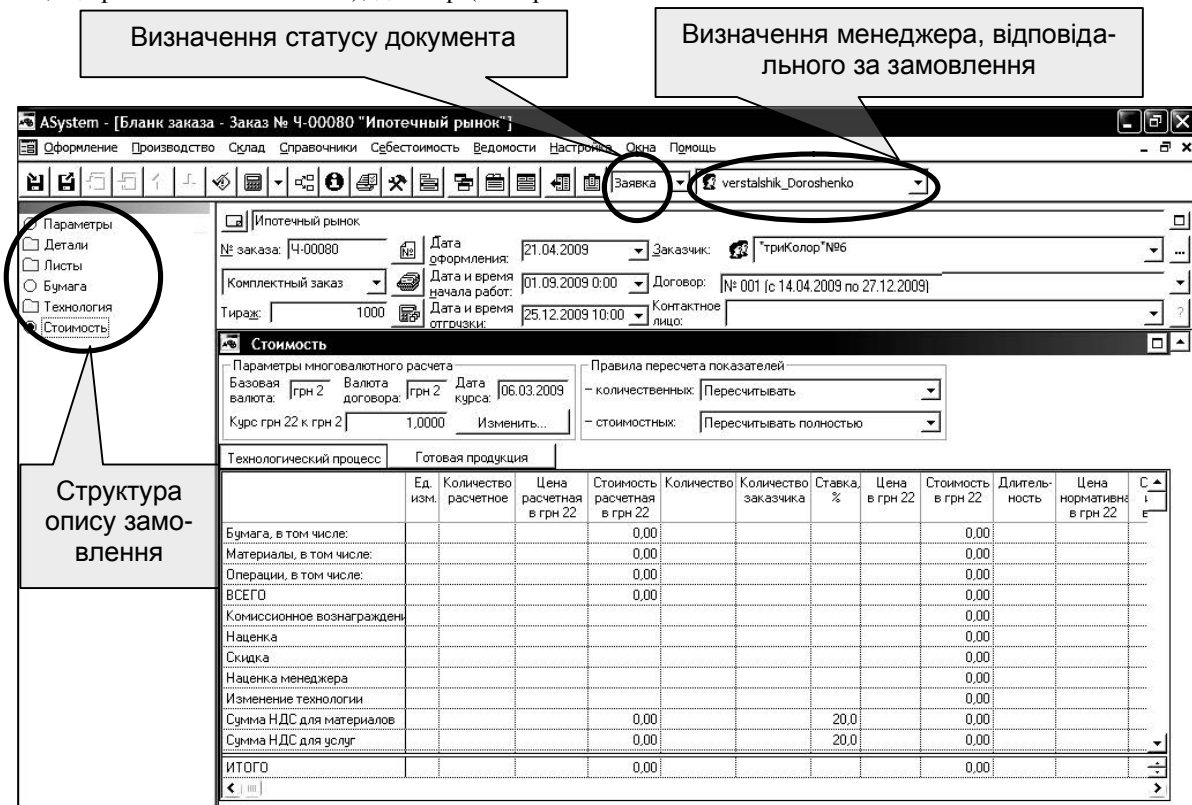 Визначення статусу документа
Визначення менеджера, відповіда-
льного за замовлення
ASystem - [Бланк заказа - Заказ № Ч-00080 "Ипотечный рынок"]
Оформление Производство Склад Справочники Себестоимость Ведомости Настройка Окна Помощь
Заявка verstalshik_Doroshenko
Параметры
Детали
Листы
Бумага
Технология
Стоимость
Ипотечный рынок
№ заказа: Ч-00080 Дата оформления: 21.04.2009 Заказчик: "триКолор"№6
Комплектный заказ Дата и время начала работ: 01.09.2009 0:00 Договор: № 001 (с 14.04.2009 по 27.12.2009)
Тираж: 1000 Дата и время отгрузки: 25.12.2009 10:00 Контактное лицо:
Стоимость
Параметры многовалютного расчета Правила пересчета показателей
Базовая валюта: грн 2 Валюта договора: грн 2 Дата курса: 06.03.2009 – количественных: Пересчитывать
Курс грн 22 к грн 2 1,0000 Изменить... – стоимостных: Пересчитывать полностью
Технологический процесс Готовая продукция
Ед. изм. Количество расчетное Цена расчетная в грн 22 Стоимость расчетная в грн 22 Количество Количество заказчика Ставка, % Цена в грн 22 Стоимость в грн 22 Длитель-ность Цена нормативна в грн 22
Бумага, в том числе: 0,00 0,00
Материалы, в том числе: 0,00 0,00
Операции, в том числе: 0,00 0,00
ВСЕГО 0,00 0,00
Комиссионное вознаграждени 0,00
Наценка 0,00
Скидка 0,00
Наценка менеджера 0,00
Изменение технологии 0,00
Сумма НДС для материалов 0,00 20,0 0,00
Сумма НДС для услуг 0,00 20,0 0,00
ИТОГО 0,00 0,00
Структура
опису замо-
влення